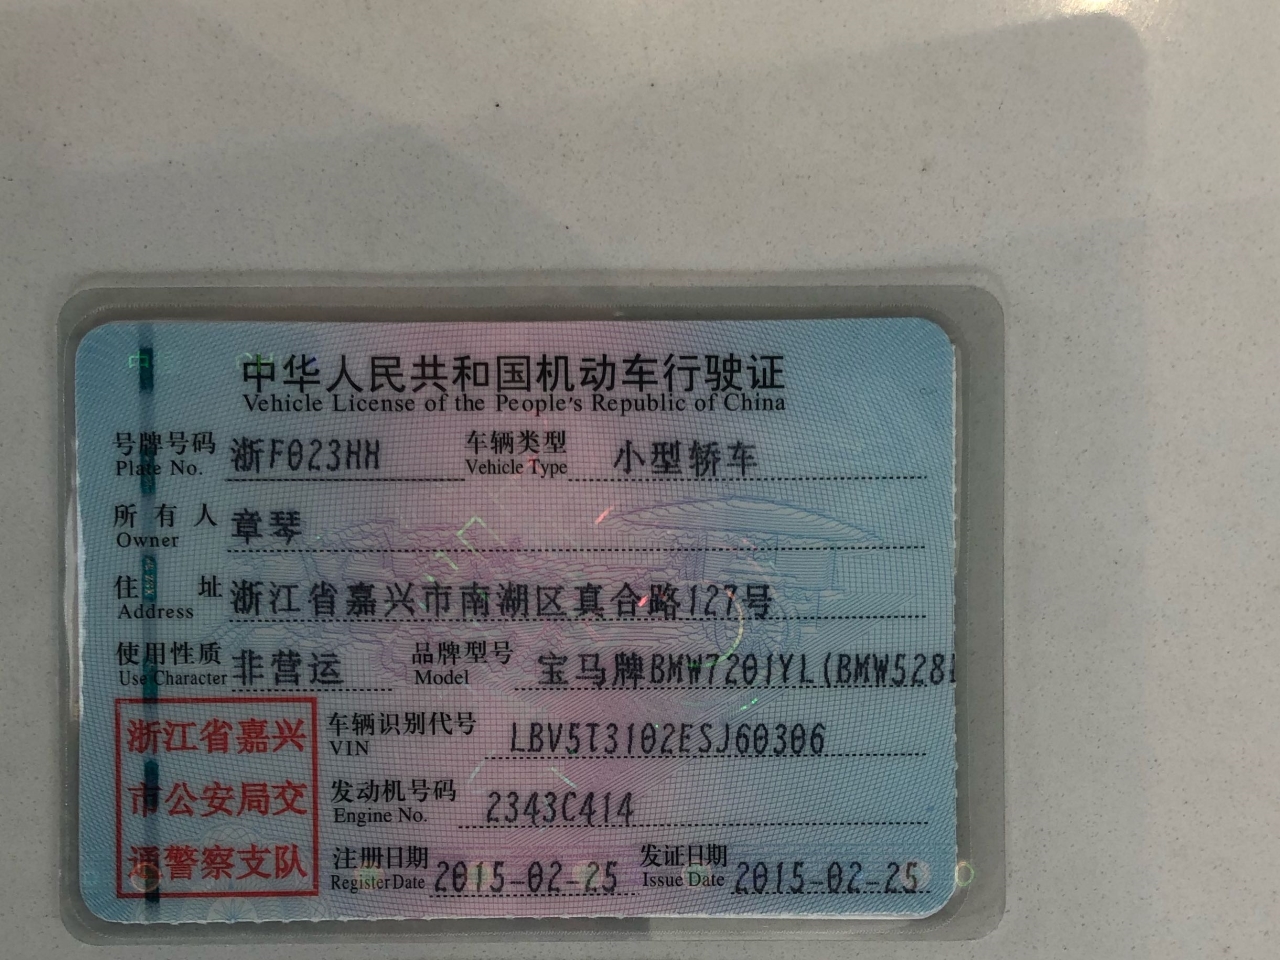 中华人民共和国机动车行驶证
Vehicle License of the People's Republic of China
号牌号码 浙F023HH 车辆类型 小型轿车
Plate No. Vehicle Type
所有人 章琴
Owner
住址 浙江省嘉兴市南湖区真合路127号
Address
使用性质 非营运 品牌型号 宝马牌BMW7201YL(BMW528L
Use Character Model
浙江省嘉兴
市公安局交
通警察支队
车辆识别代号 LBV5T3102ESJ60306
VIN
发动机号码 2343C414
Engine No.
注册日期 2015-02-25 发证日期 2015-02-25
Register Date Issue Date